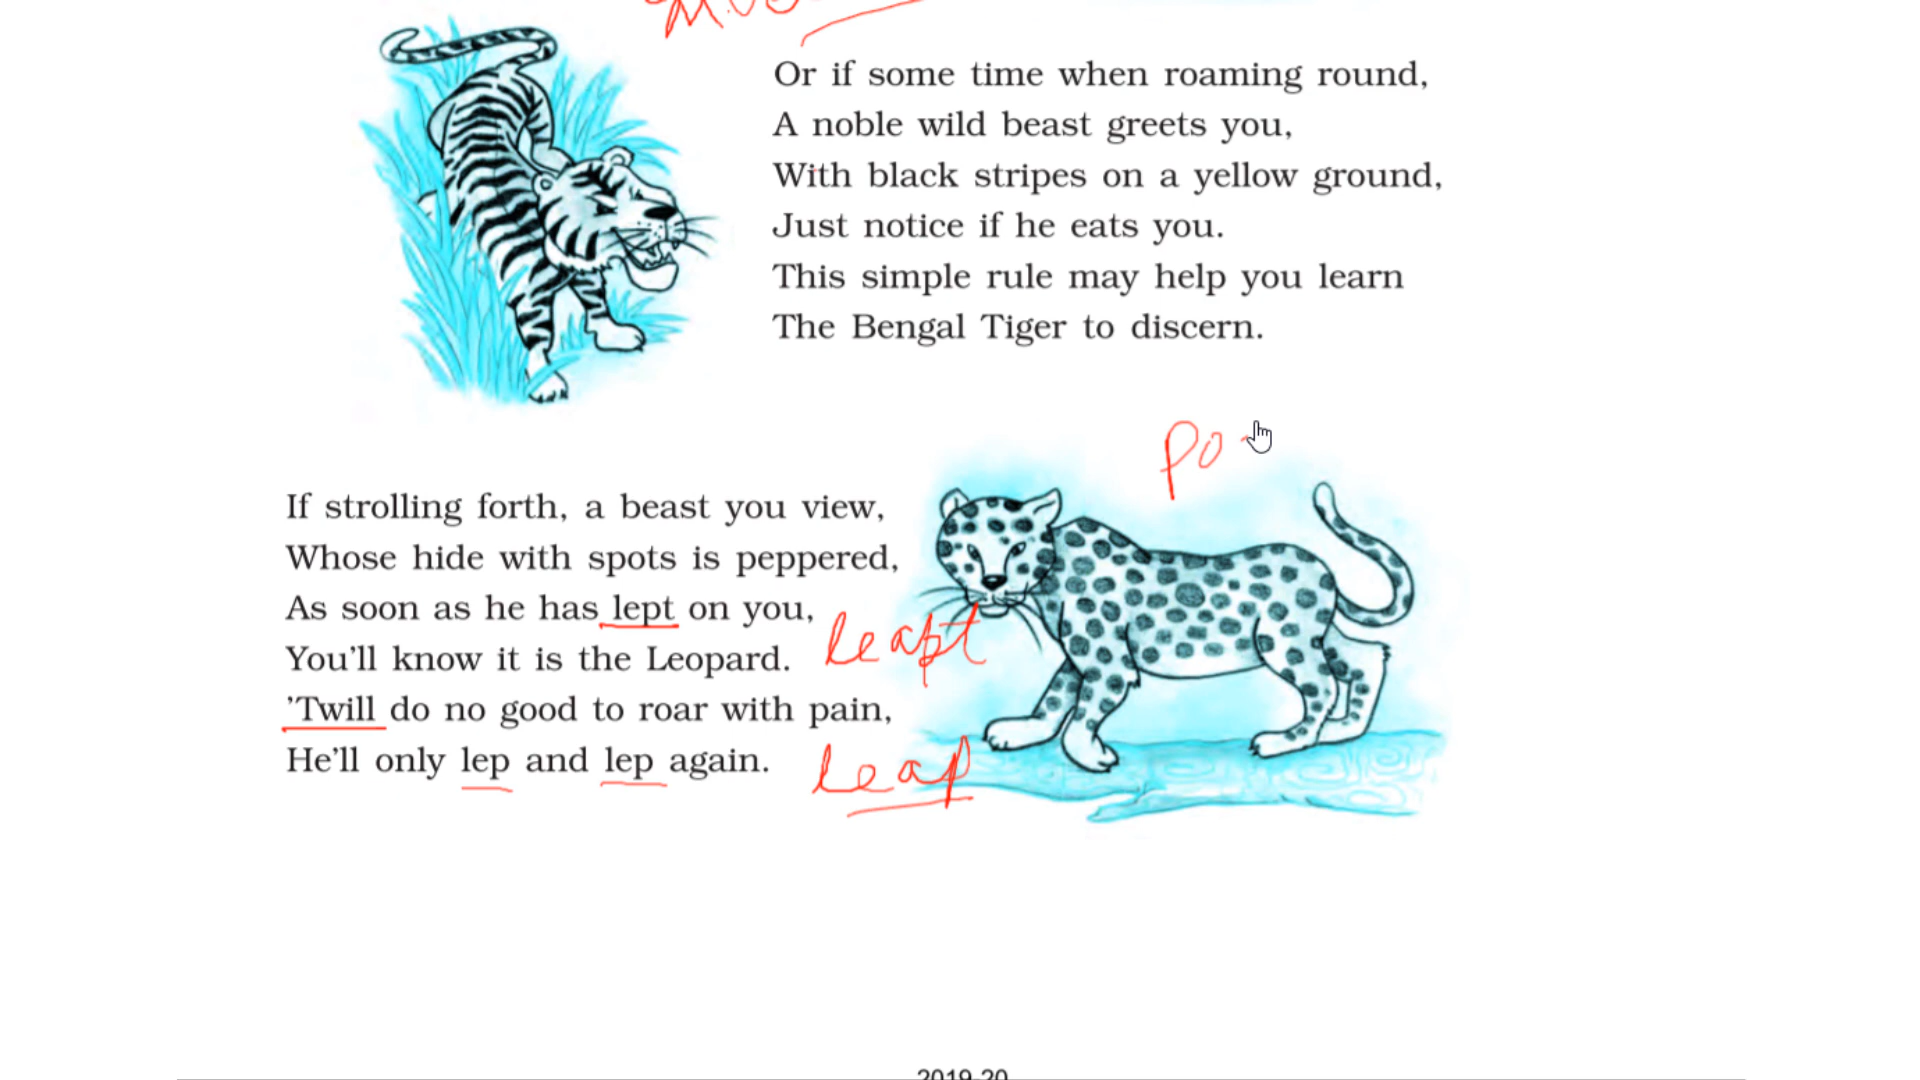 Or if some time when roaming round,
A noble wild beast greets you,
With black stripes on a yellow ground,
Just notice if he eats you.
This simple rule may help you learn
The Bengal Tiger to discern.
Po
If strolling forth, a beast you view,
Whose hide with spots is peppered,
As soon as he has lept on you,
leapt
You'll know it is the Leopard.
'Twill do no good to roar with pain,
He'll only lep and lep again.
leap
2019-20